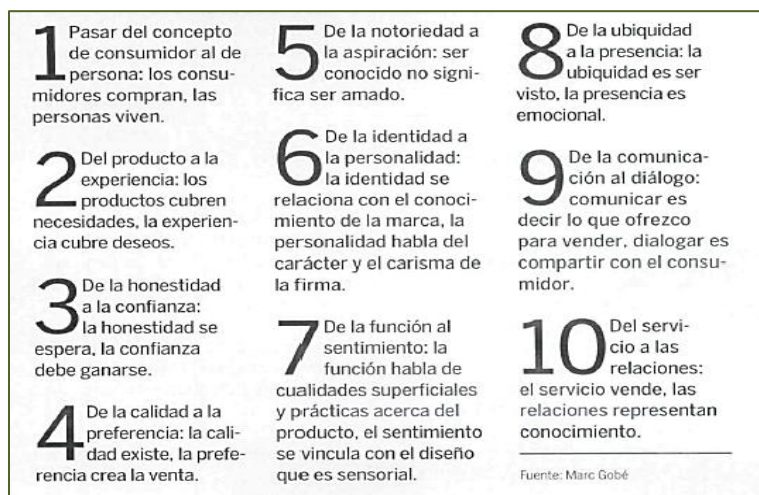 1 Pasar del concepto
de consumidor al de
persona: los consu-
midores compran, las
personas viven.
2 Del producto a la
experiencia: los
productos cubren
necesidades, la experien-
cia cubre deseos.
3 De la honestidad
a la confianza:
la honestidad se
espera, la confianza
debe ganarse.
4 De la calidad a la
preferencia: la cali-
dad existe, la prefe-
rencia crea la venta.
5 De la notoriedad a
la aspiración: ser
conocido no signi-
fica ser amado.
6 De la identidad a
la personalidad:
la identidad se
relaciona con el conoci-
miento de la marca, la
personalidad habla del
carácter y el carisma de
la firma.
7 De la función al
sentimiento: la
función habla de
cualidades superficiales
y prácticas acerca del
producto, el sentimiento
se vincula con el diseño
que es sensorial.
8 De la ubiquidad
a la presencia: la
ubiquidad es ser
visto, la presencia es
emocional.
9 De la comunica-
ción al diálogo:
comunicar es
decir lo que ofrezco
para vender, dialogar es
compartir con el consu-
midor.
10 Del servi-
cio a las
relaciones:
el servicio vende, las
relaciones representan
conocimiento.
Fuente: Marc Gobé